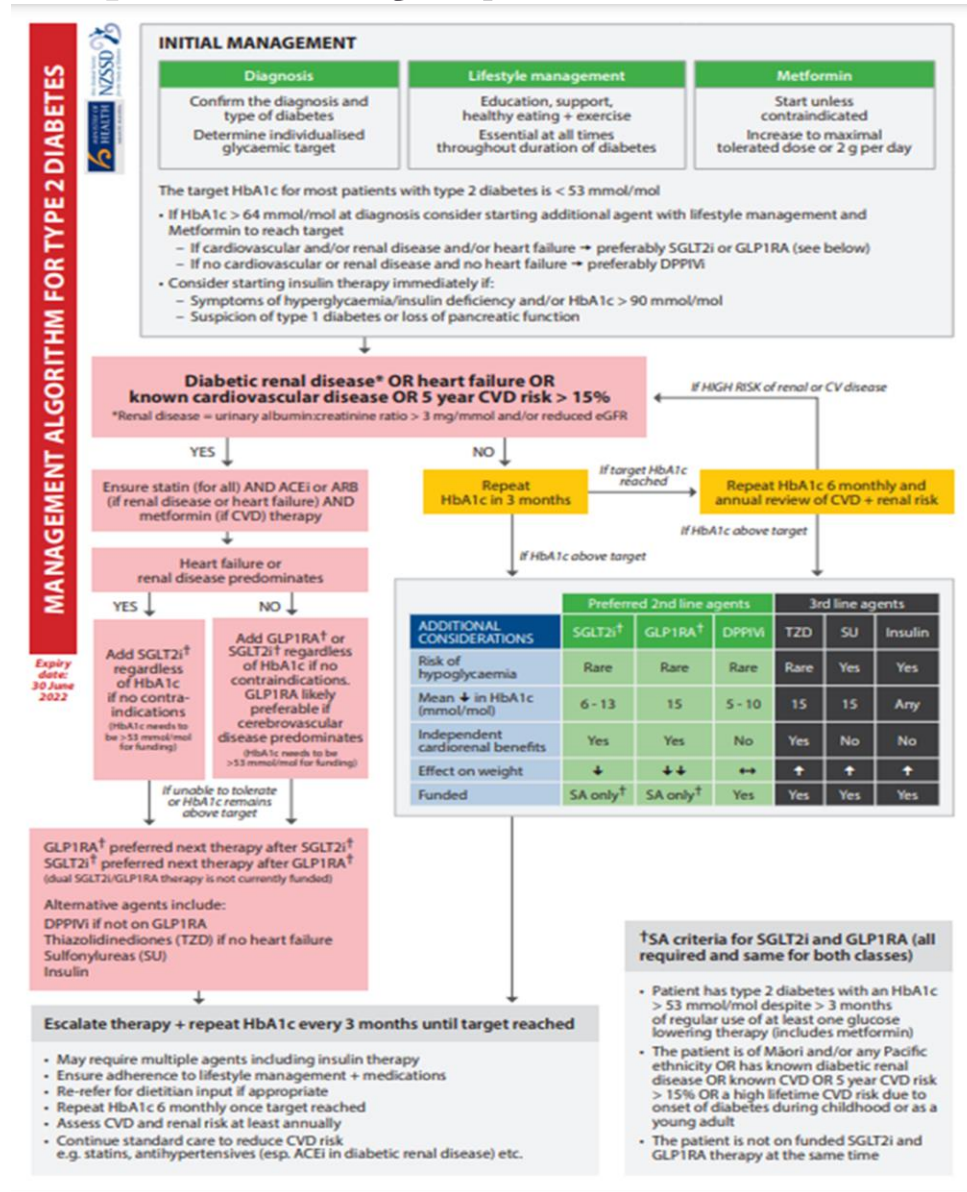 MANAGEMENT ALGORITHM FOR TYPE 2 DIABETES
Expiry
date:
30 June
2022
NZSSD
MINISTRY OF
HEALTH
INITIAL MANAGEMENT
Diagnosis
Confirm the diagnosis and
type of diabetes
Determine individualised
glycaemic target
Lifestyle management
Education, support,
healthy eating + exercise
Essential at all times
throughout duration of diabetes
Metformin
Start unless
contraindicated
Increase to maximal
tolerated dose or 2 g per day
The target HbA1c for most patients with type 2 diabetes is < 53 mmol/mol
• If HbA1c > 64 mmol/mol at diagnosis consider starting additional agent with lifestyle management and
Metformin to reach target
– If cardiovascular and/or renal disease and/or heart failure → preferably SGLT2i or GLP1RA (see below)
– If no cardiovascular or renal disease and no heart failure → preferably DPPIVi
• Consider starting insulin therapy immediately if:
– Symptoms of hyperglycaemia/insulin deficiency and/or HbA1c > 90 mmol/mol
– Suspicion of type 1 diabetes or loss of pancreatic function
Diabetic renal disease* OR heart failure OR
known cardiovascular disease OR 5 year CVD risk > 15%
*Renal disease = urinary albumin:creatinine ratio > 3 mg/mmol and/or reduced eGFR
If HIGH RISK of renal or CV disease
YES
NO
Ensure statin (for all) AND ACEi or ARB
(if renal disease or heart failure) AND
metformin (if CVD) therapy
Repeat
HbA1c in 3 months
If target HbA1c
reached
Repeat HbA1c 6 monthly and
annual review of CVD + renal risk
If HbA1c above target
If HbA1c above target
Heart failure or
renal disease predominates
YES
NO
Add SGLT2i†
regardless
of HbA1c
if no contra-
indications
(HbA1c needs to
be >53 mmol/mol
for funding)
Add GLP1RA† or
SGLT2i† regardless
of HbA1c if no
contraindications.
GLP1RA likely
preferable if
cerebrovascular
disease predominates
(HbA1c needs to be
>53 mmol/mol for funding)
If unable to tolerate
or HbA1c remains
above target
GLP1RA† preferred next therapy after SGLT2i†
SGLT2i† preferred next therapy after GLP1RA†
(dual SGLT2i/GLP1RA therapy is not currently funded)
Alternative agents include:
DPPIVi if not on GLP1RA
Thiazolidinediones (TZD) if no heart failure
Sulfonylureas (SU)
Insulin
Preferred 2nd line agents 3rd line agents
ADDITIONAL
CONSIDERATIONS SGLT2i† GLP1RA† DPPIVi TZD SU Insulin
Risk of
hypoglycaemia Rare Rare Rare Rare Yes Yes
Mean ↓ in HbA1c
(mmol/mol) 6 - 13 15 5 - 10 15 15 Any
Independent
cardiorenal benefits Yes Yes No Yes No No
Effect on weight ↓ ↓↓ ↔ ↑ ↑ ↑
Funded SA only† SA only† Yes Yes Yes Yes
Escalate therapy + repeat HbA1c every 3 months until target reached
• May require multiple agents including insulin therapy
• Ensure adherence to lifestyle management + medications
• Re-refer for dietitian input if appropriate
• Repeat HbA1c 6 monthly once target reached
• Assess CVD and renal risk at least annually
• Continue standard care to reduce CVD risk
e.g. statins, antihypertensives (esp. ACEi in diabetic renal disease) etc.
†SA criteria for SGLT2i and GLP1RA (all
required and same for both classes)
• Patient has type 2 diabetes with an HbA1c
> 53 mmol/mol despite > 3 months
of regular use of at least one glucose
lowering therapy (includes metformin)
• The patient is of Māori and/or any Pacific
ethnicity OR has known diabetic renal
disease OR known CVD OR 5 year CVD risk
> 15% OR a high lifetime CVD risk due to
onset of diabetes during childhood or as a
young adult
• The patient is not on funded SGLT2i and
GLP1RA therapy at the same time